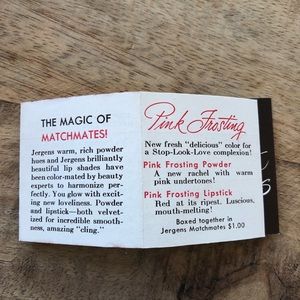 THE MAGIC OF
MATCHMATES!
Jergens warm, rich powder
hues and Jergens brilliantly
beautiful lip shades have
been color-mated by beauty
experts to harmonize per-
fectly. You glow with excit-
ing new loveliness. Powder
and lipstick—both velvet-
ized for incredible smooth-
ness, amazing "cling."
Pink Frosting
New fresh "delicious" color for
a Stop-Look-Love complexion!
Pink Frosting Powder
A new rachel with warm
pink undertones!
Pink Frosting Lipstick
Red at its ripest. Luscious,
mouth-melting!
Boxed together in
Jergens Matchmates $1.00